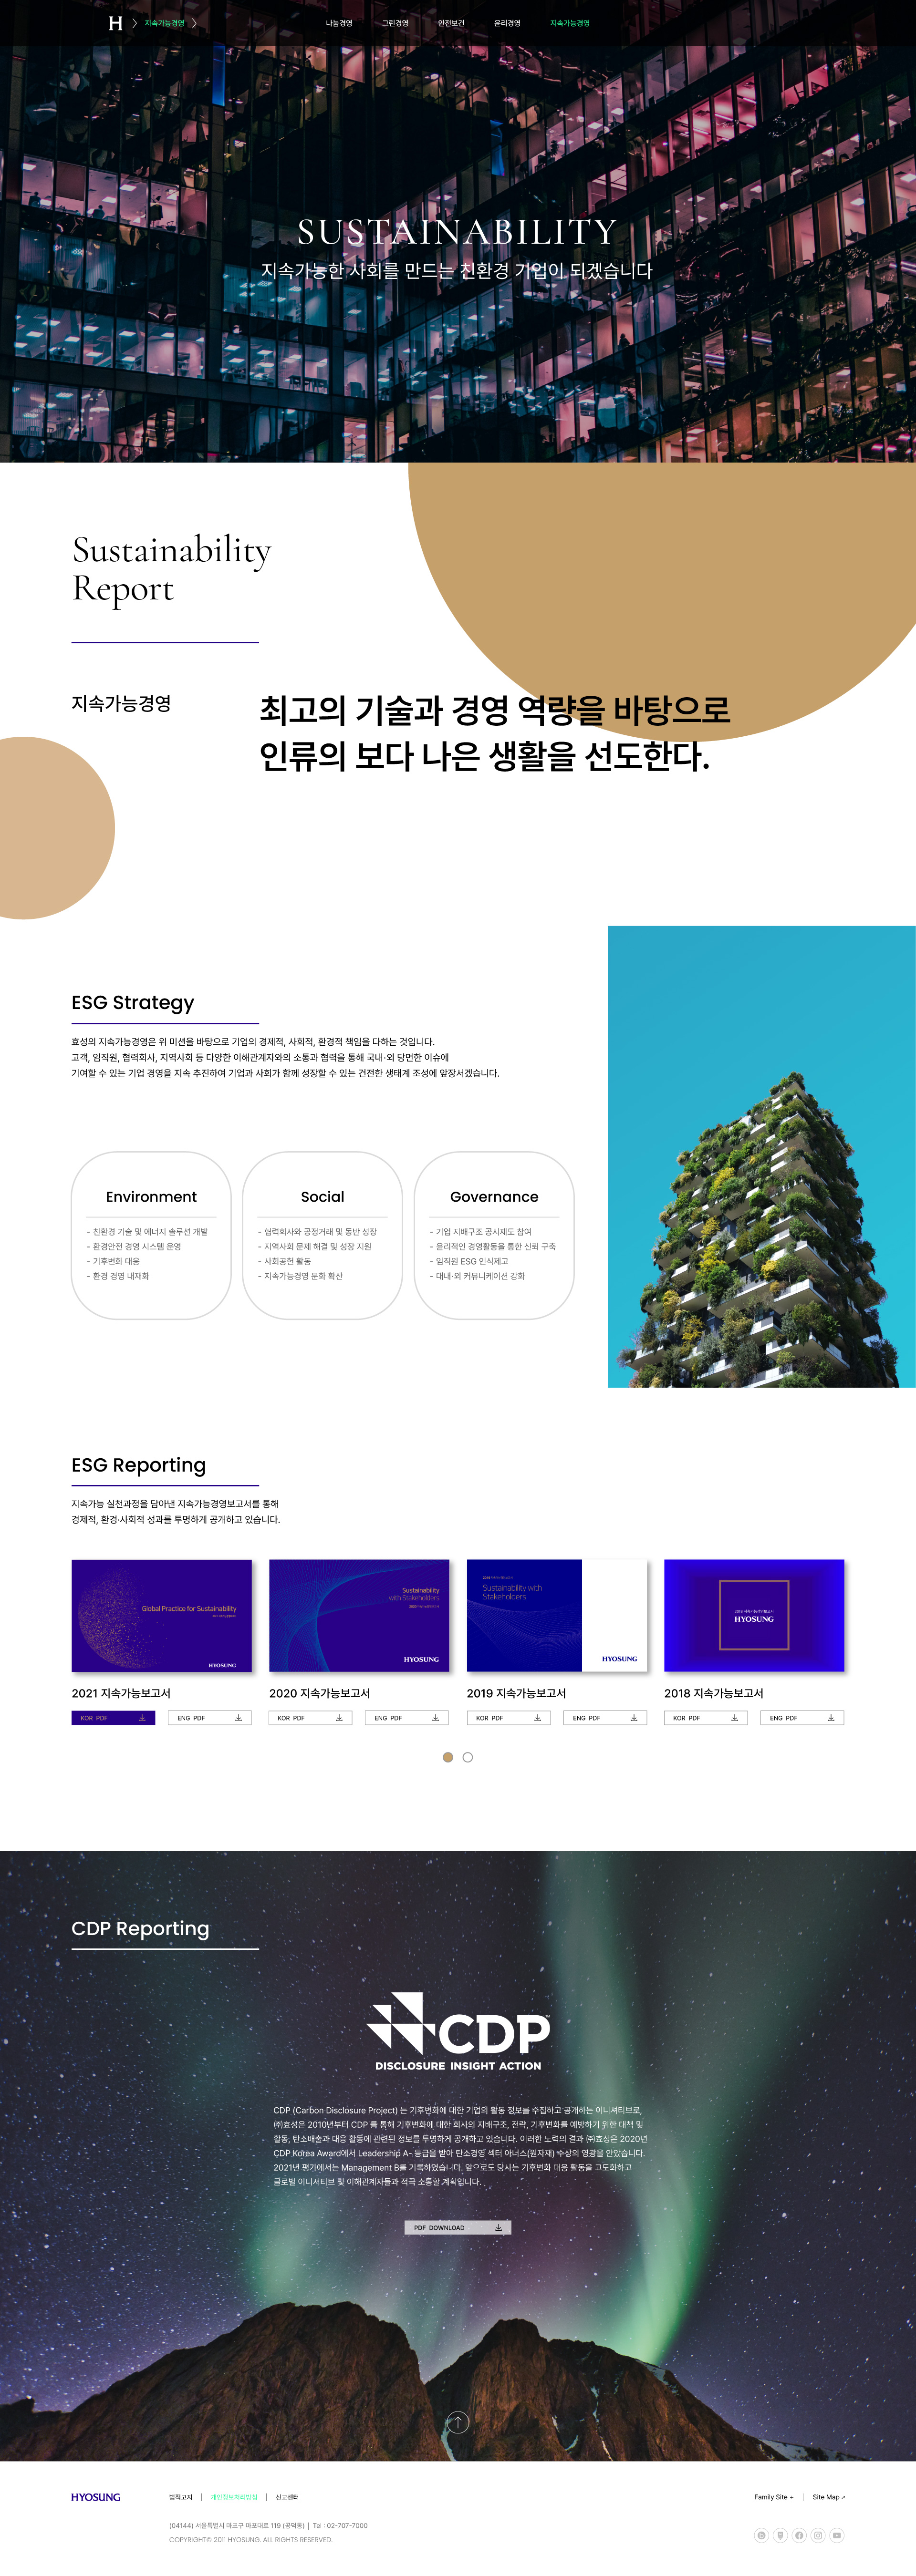 H
지속가능경영
나눔경영
그린경영
안전보건
윤리경영
지속가능경영
SUSTAINABILITY
지속가능한 사회를 만드는 친환경 기업이 되겠습니다
Sustainability
Report
지속가능경영
최고의 기술과 경영 역량을 바탕으로
인류의 보다 나은 생활을 선도한다.
ESG Strategy
효성의 지속가능경영은 위 미션을 바탕으로 기업의 경제적, 사회적, 환경적 책임을 다하는 것입니다.
고객, 임직원, 협력회사, 지역사회 등 다양한 이해관계자와의 소통과 협력을 통해 국내·외 당면한 이슈에
기여할 수 있는 기업 경영을 지속 추진하여 기업과 사회가 함께 성장할 수 있는 건전한 생태계 조성에 앞장서겠습니다.
Environment
- 친환경 기술 및 에너지 솔루션 개발
- 환경안전 경영 시스템 운영
- 기후변화 대응
- 환경 경영 내재화
Social
- 협력회사와 공정거래 및 동반 성장
- 지역사회 문제 해결 및 성장 지원
- 사회공헌 활동
- 지속가능경영 문화 확산
Governance
- 기업 지배구조 공시제도 참여
- 윤리적인 경영활동을 통한 신뢰 구축
- 임직원 ESG 인식제고
- 대내·외 커뮤니케이션 강화
ESG Reporting
지속가능 실천과정을 담아낸 지속가능경영보고서를 통해
경제적, 환경·사회적 성과를 투명하게 공개하고 있습니다.
Global Practice for Sustainability
HYOSUNG
2021 지속가능보고서
KOR PDF
ENG PDF
Sustainability
with Stakeholders
HYOSUNG
2020 지속가능보고서
KOR PDF
ENG PDF
Sustainability with
Stakeholders
HYOSUNG
2019 지속가능보고서
KOR PDF
ENG PDF
2018 지속가능경영보고서
HYOSUNG
2018 지속가능보고서
KOR PDF
ENG PDF
CDP Reporting
CDP
DISCLOSURE INSIGHT ACTION
CDP (Carbon Disclosure Project) 는 기후변화에 대한 기업의 활동 정보를 수집하고 공개하는 이니셔티브로,
㈜효성은 2010년부터 CDP 를 통해 기후변화에 대한 회사의 지배구조, 전략, 기후변화를 예방하기 위한 대책 및
활동, 탄소배출과 대응 활동에 관련된 정보를 투명하게 공개하고 있습니다. 이러한 노력의 결과 ㈜효성은 2020년
CDP Korea Award에서 Leadership A- 등급을 받아 탄소경영 섹터 아너스(원자재) 수상의 영광을 안았습니다.
2021년 평가에서는 Management B를 기록하였습니다. 앞으로도 당사는 기후변화 대응 활동을 고도화하고
글로벌 이니셔티브 및 이해관계자들과 적극 소통할 계획입니다.
PDF DOWNLOAD
HYOSUNG
법적고지
개인정보처리방침
신고센터
Family Site +
Site Map ↗
(04144) 서울특별시 마포구 마포대로 119 (공덕동) | Tel : 02-707-7000
COPYRIGHT© 2011 HYOSUNG. ALL RIGHTS RESERVED.